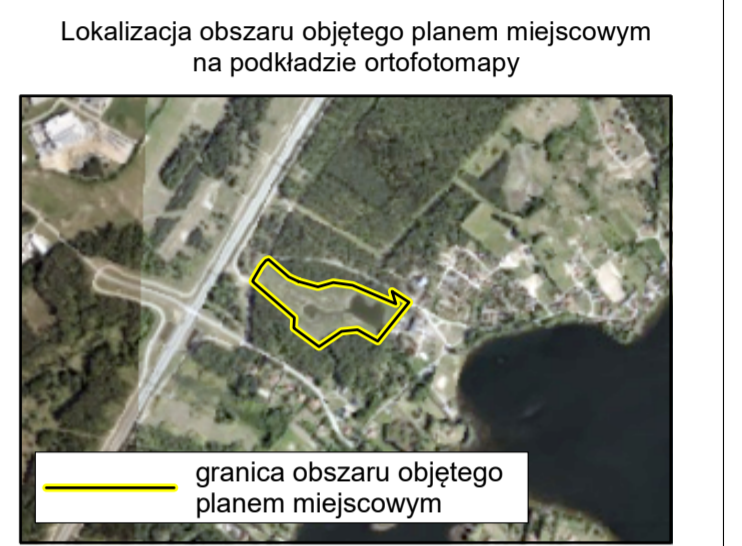 Lokalizacja obszaru objętego planem miejscowym
na podkładzie ortofotomapy
granica obszaru objętego
planem miejscowym